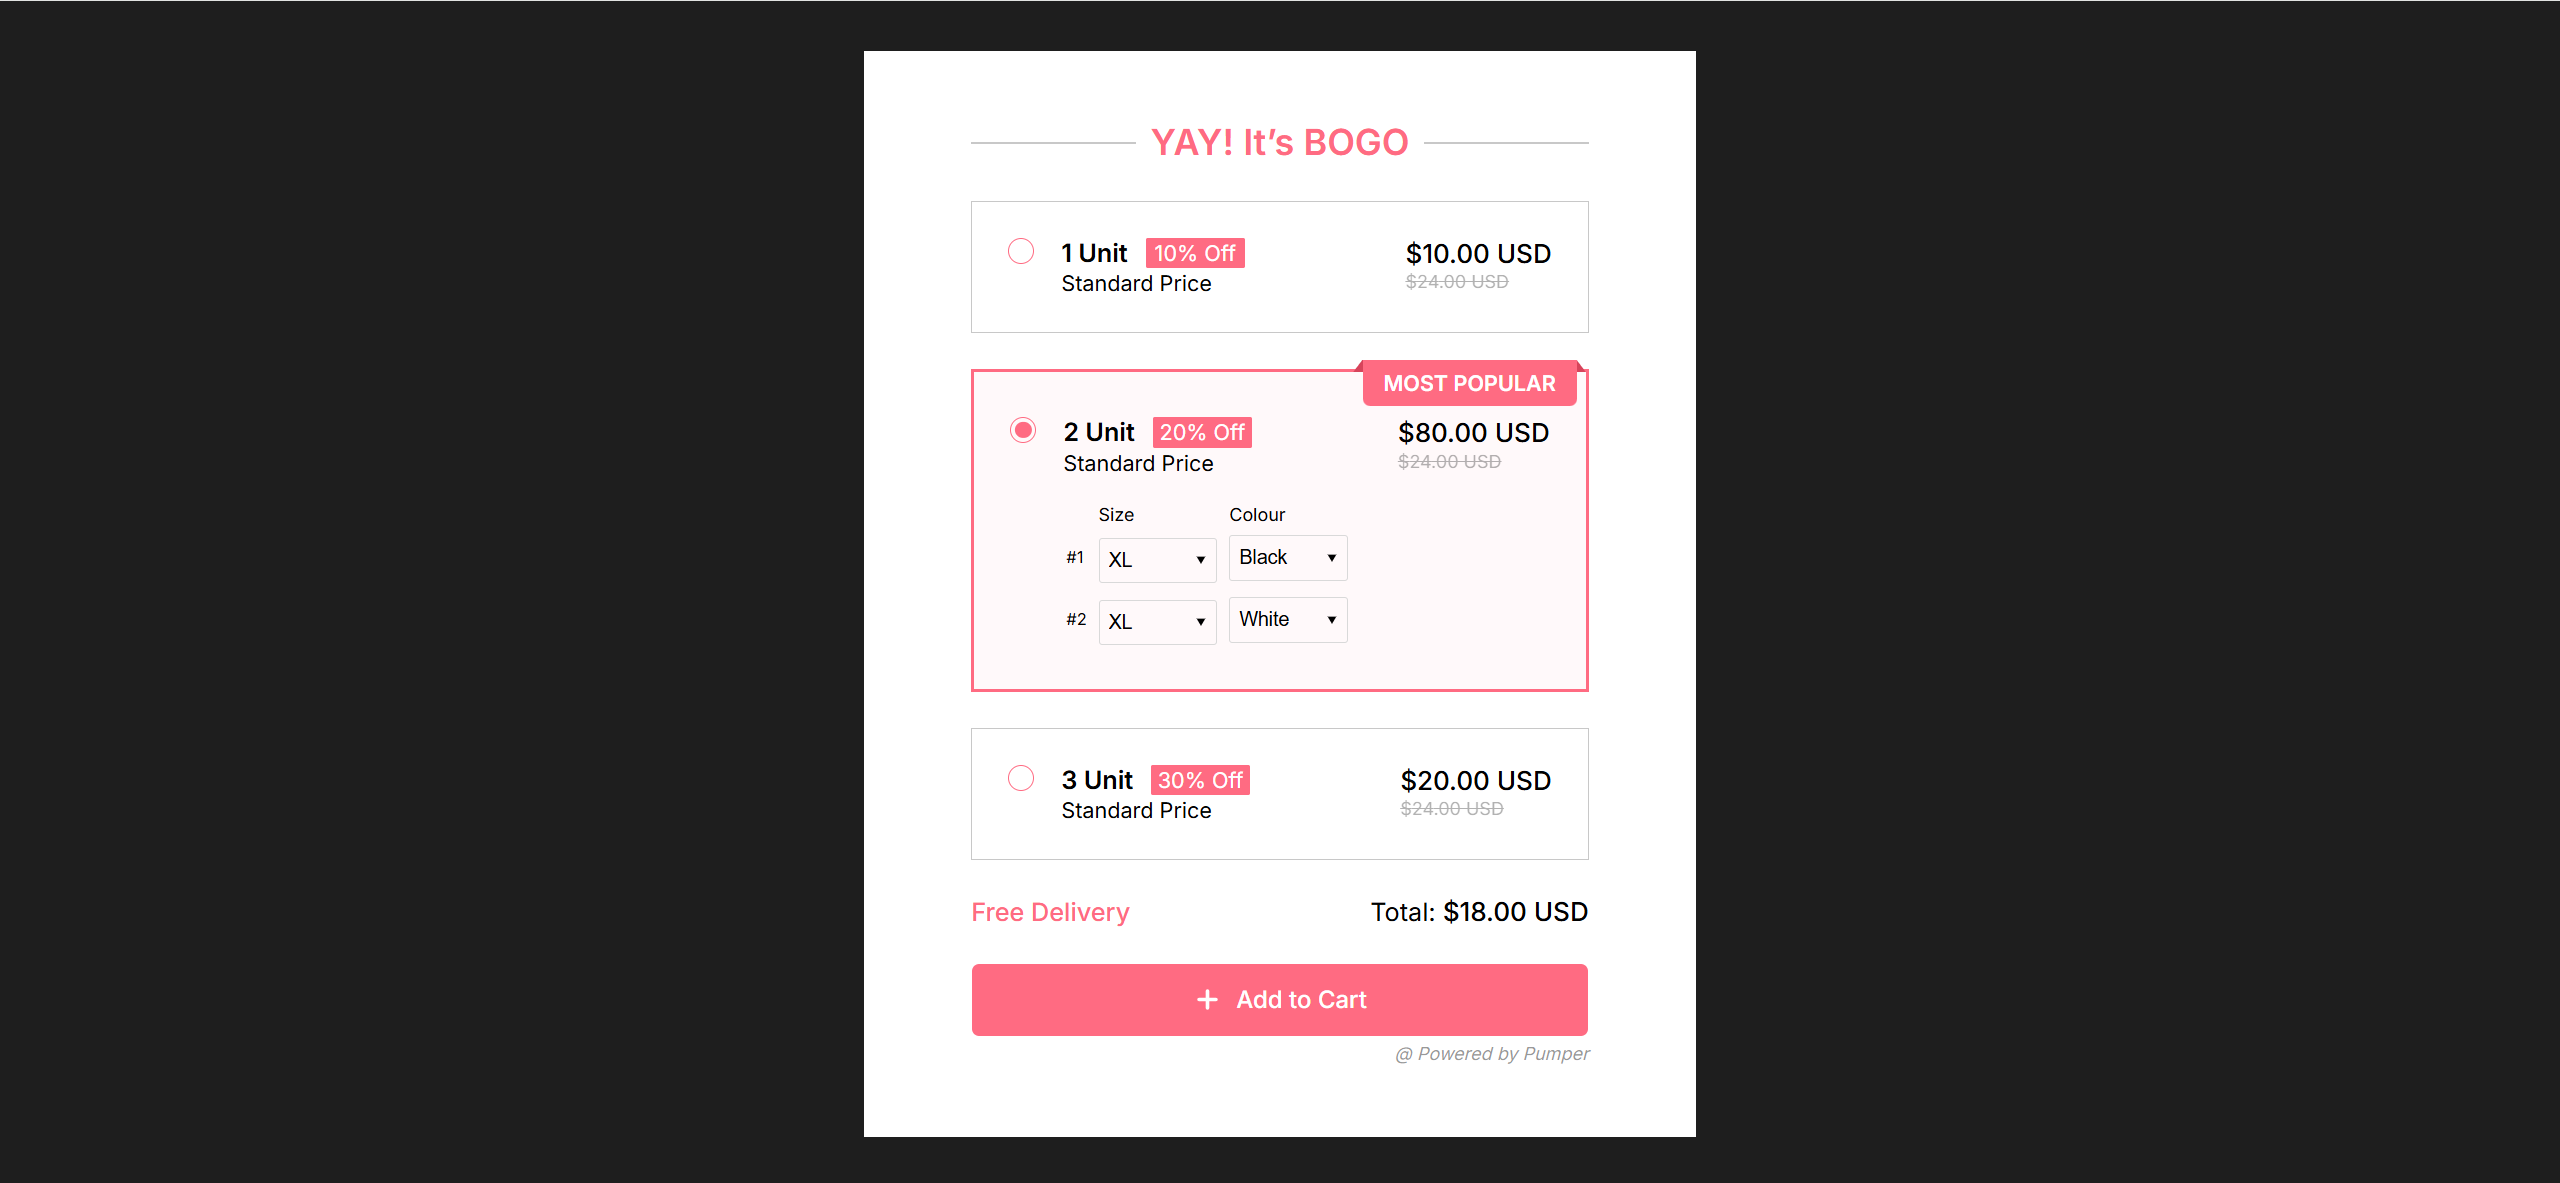 YAY! It’s BOGO
1 Unit 10% Off $10.00 USD
Standard Price $24.00 USD
MOST POPULAR
2 Unit 20% Off $80.00 USD
Standard Price $24.00 USD
Size Colour
#1 XL Black
#2 XL White
3 Unit 30% Off $20.00 USD
Standard Price $24.00 USD
Free Delivery Total: $18.00 USD
+ Add to Cart
@ Powered by Pumper